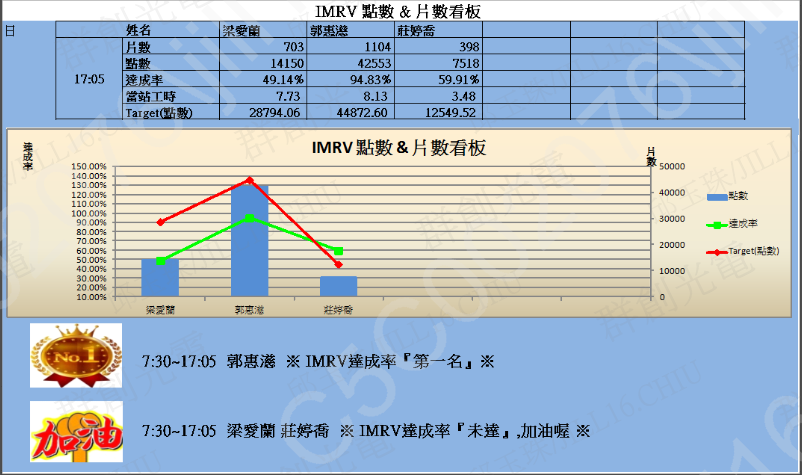 IMRV 點數 & 片數看板
日
姓名 梁愛蘭 郭惠滋 莊婷喬
片數 703 1104 398
點數 14150 42553 7518
17:05 達成率 49.14% 94.83% 59.91%
當站工時 7.73 8.13 3.48
Target(點數) 28794.06 44872.60 12549.52
IMRV 點數 & 片數看板
達成率
片數
150.00%
140.00%
130.00%
120.00%
110.00%
100.00%
90.00%
80.00%
70.00%
60.00%
50.00%
40.00%
30.00%
20.00%
10.00%
50000
40000
30000
20000
10000
0
點數
達成率
Target(點數)
梁愛蘭 郭惠滋 莊婷喬
No.1
7:30~17:05 郭惠滋 ※ IMRV達成率『第一名』※
加油
7:30~17:05 梁愛蘭 莊婷喬 ※ IMRV達成率『未達』,加油喔 ※
群創光電